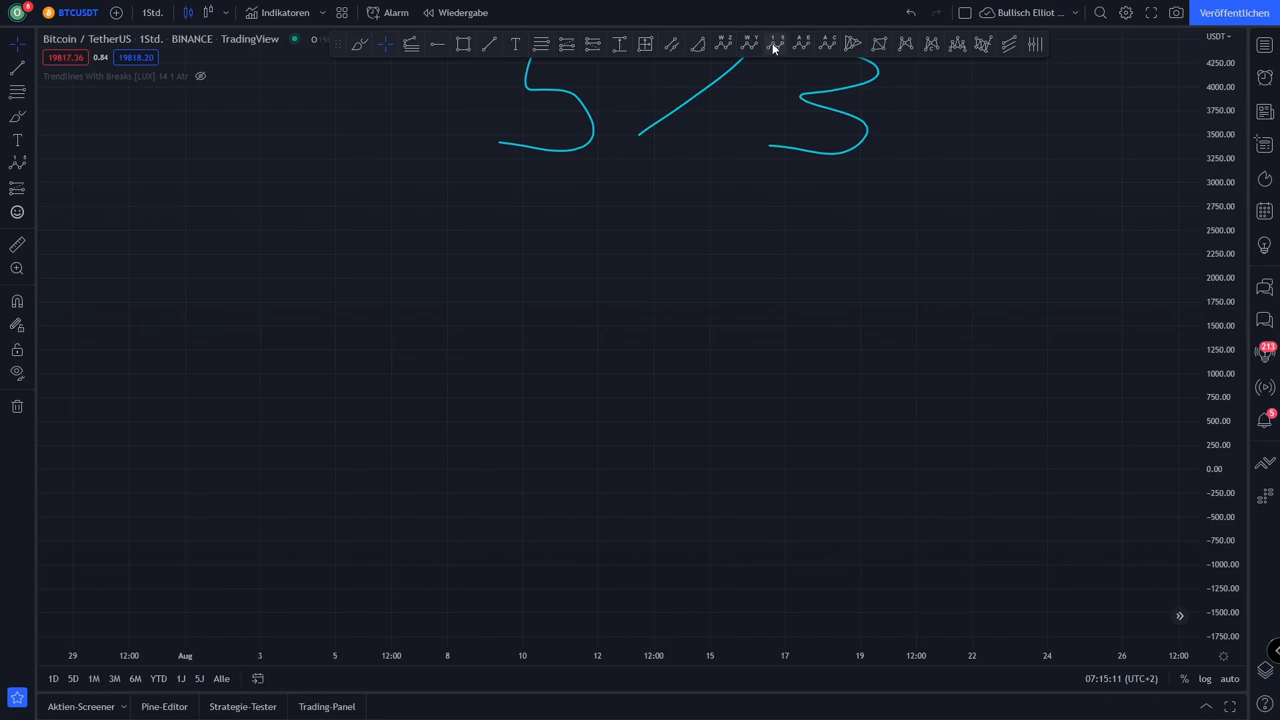 8 BTCUSDT 1Std. Indikatoren Alarm Wiedergabe Bullisch Elliot ... Veröffentlichen
Bitcoin / TetherUS 1Std. BINANCE TradingView O
19817.36 0.84 19818.20
Trendlines With Breaks [LUX] 14 1 Atr
W Z W Y 1 5 A E A C
5 / 3
USDT
4250.00
4000.00
3750.00
3500.00
3250.00
3000.00
2750.00
2500.00
2250.00
2000.00
1750.00
1500.00
1250.00
1000.00
750.00
500.00
250.00
0.00
−250.00
−500.00
−750.00
−1000.00
−1250.00
−1500.00
−1750.00
213
5
29 12:00 Aug 3 5 12:00 8 10 12 12:00 15 17 19 12:00 22 24 26 12:00
1D 5D 1M 3M 6M YTD 1J 5J Alle 07:15:11 (UTC+2) % log auto
Aktien-Screener Pine-Editor Strategie-Tester Trading-Panel